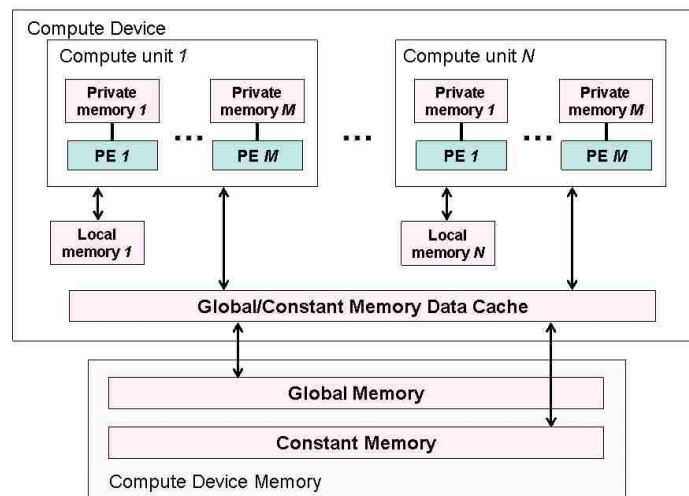 Compute Device
Compute unit 1
Compute unit N
Private
memory 1
Private
memory M
Private
memory 1
Private
memory M
PE 1
PE M
PE 1
PE M
Local
memory 1
Local
memory N
Global/Constant Memory Data Cache
Global Memory
Constant Memory
Compute Device Memory